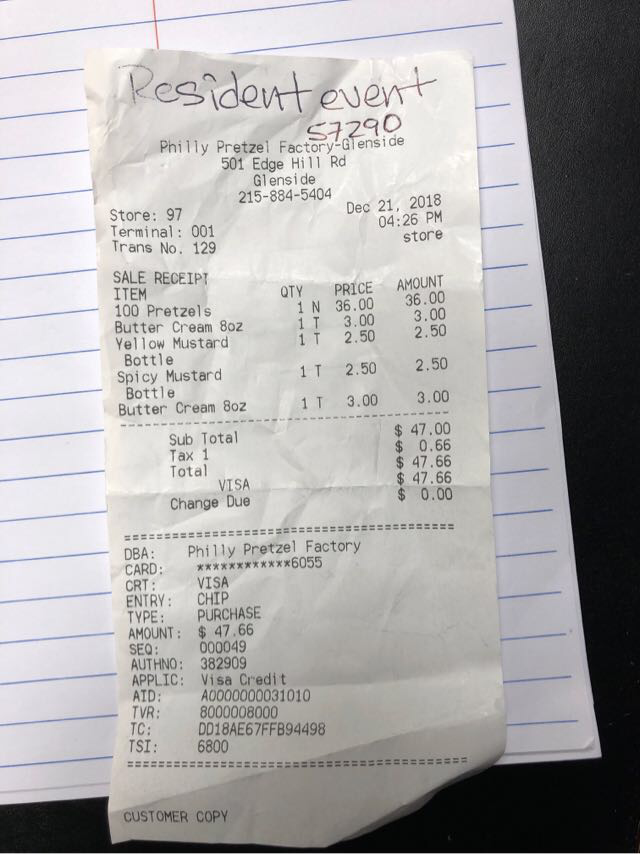 Resident event
57290
Philly Pretzel Factory-Glenside
501 Edge Hill Rd
Glenside
215-884-5404
Store: 97 Dec 21, 2018
Terminal: 001 04:26 PM
Trans No. 129 store
SALE RECEIPT
ITEM QTY PRICE AMOUNT
100 Pretzels 1 N 36.00 36.00
Butter Cream 8oz 1 T 3.00 3.00
Yellow Mustard 1 T 2.50 2.50
Bottle
Spicy Mustard 1 T 2.50 2.50
Bottle
Butter Cream 8oz 1 T 3.00 3.00
Sub Total $ 47.00
Tax 1 $ 0.66
Total $ 47.66
VISA $ 47.66
Change Due $ 0.00
DBA: Philly Pretzel Factory
CARD: ************6055
CRT: VISA
ENTRY: CHIP
TYPE: PURCHASE
AMOUNT: $ 47.66
SEQ: 000049
AUTHNO: 382909
APPLIC: Visa Credit
AID: A0000000031010
TVR: 8000008000
TC: DD18AE67FFB94498
TSI: 6800
CUSTOMER COPY